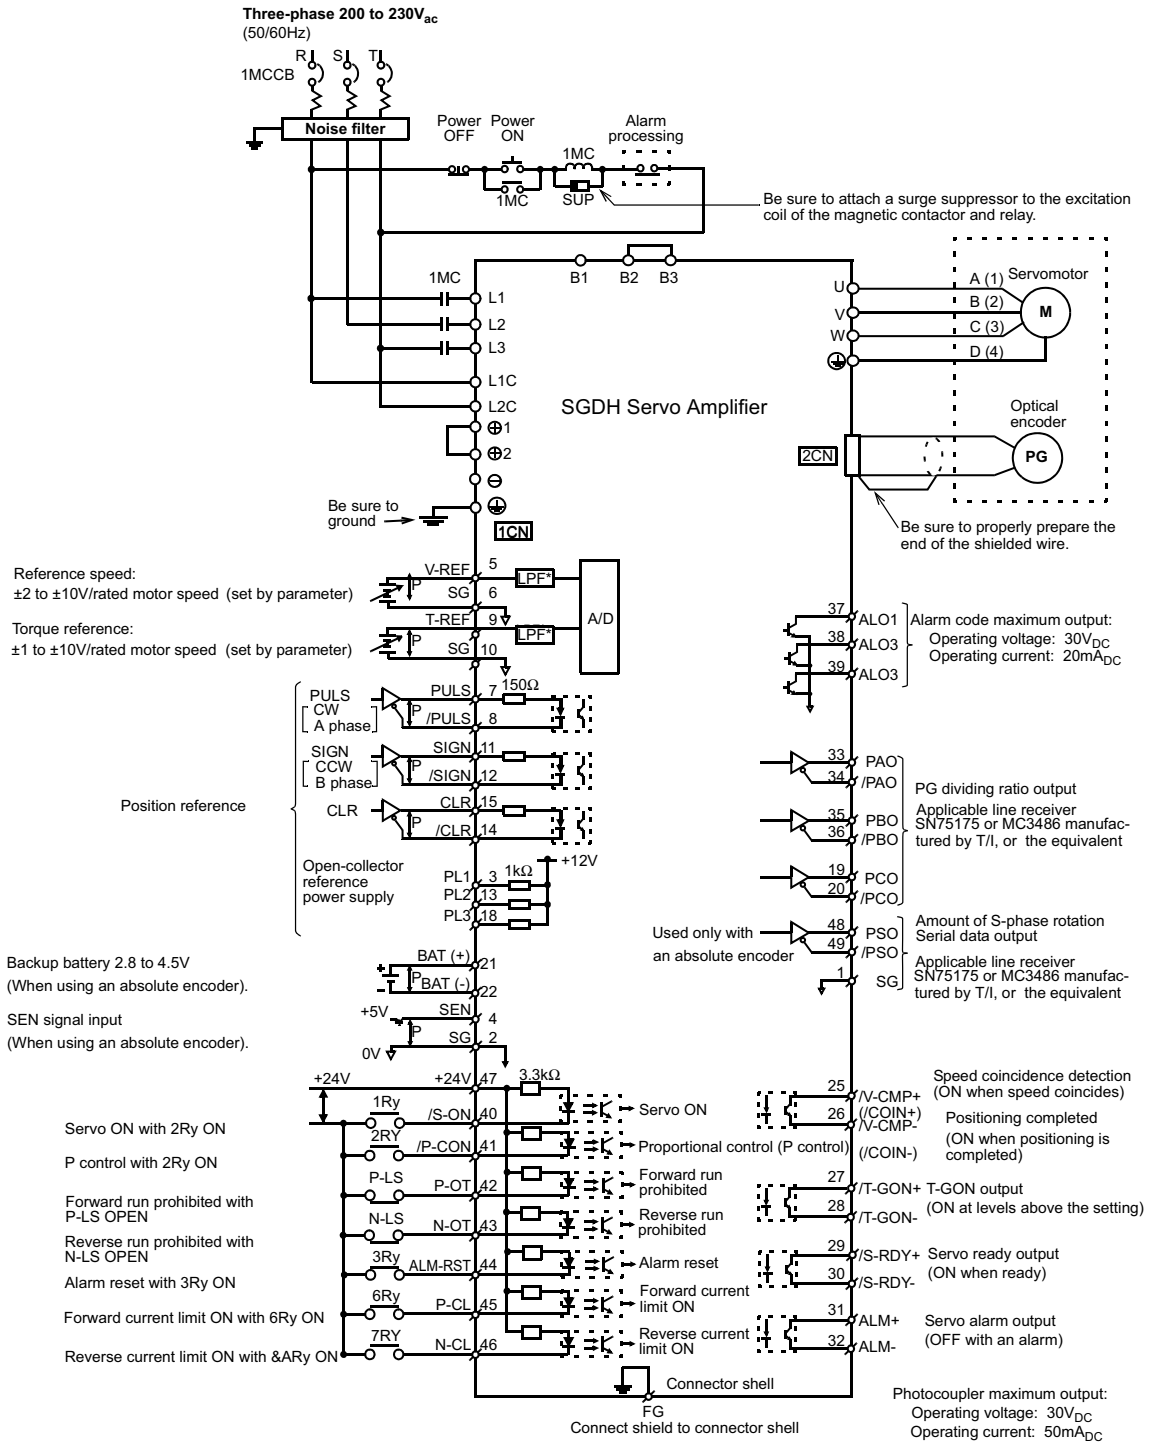 Three-phase 200 to 230Vac
(50/60Hz)
R S T
1MCCB
Noise filter
Power OFF
Power ON
1MC
1MC
SUP
Alarm processing
Be sure to attach a surge suppressor to the excitation
coil of the magnetic contactor and relay.
B1 B2 B3
1MC
L1
L2
L3
L1C
L2C
⊕1
⊕2
⊖
Be sure to
ground
1CN
SGDH Servo Amplifier
U
V
W
A (1)
B (2)
C (3)
D (4)
Servomotor
M
Optical
encoder
PG
2CN
Be sure to properly prepare the
end of the shielded wire.
Reference speed:
±2 to ±10V/rated motor speed (set by parameter)
P
V-REF 5
SG 6
LPF*
Torque reference:
±1 to ±10V/rated motor speed (set by parameter)
P
T-REF 9
SG 10
LPF*
A/D
Position reference
PULS
CW
A phase
P
PULS 7
/PULS 8
150Ω
SIGN
CCW
B phase
P
SIGN 11
/SIGN 12
CLR
P
CLR 15
/CLR 14
Open-collector
reference
power supply
+12V
PL1 3
1kΩ
PL2 13
PL3 18
Backup battery 2.8 to 4.5V
(When using an absolute encoder).
P
BAT (+) 21
BAT (-) 22
SEN signal input
(When using an absolute encoder).
+5V
0V
P
SEN 4
SG 2
+24V
+24V 47
3.3kΩ
Servo ON with 2Ry ON
1Ry
/S-ON 40
Servo ON
P control with 2Ry ON
2RY
/P-CON 41
Proportional control (P control)
Forward run prohibited with
P-LS OPEN
P-LS
P-OT 42
Forward run
prohibited
Reverse run prohibited with
N-LS OPEN
N-LS
N-OT 43
Reverse run
prohibited
Alarm reset with 3Ry ON
3Ry
ALM-RST 44
Alarm reset
Forward current limit ON with 6Ry ON
6Ry
P-CL 45
Forward current
limit ON
Reverse current limit ON with &ARy ON
7RY
N-CL 46
Reverse current
limit ON
37 ALO1
38 ALO3
39 ALO3
Alarm code maximum output:
Operating voltage: 30VDC
Operating current: 20mADC
33 PAO
34 /PAO
35 PBO
36 /PBO
19 PCO
20 /PCO
PG dividing ratio output
Applicable line receiver
SN75175 or MC3486 manufac-
tured by T/I, or the equivalent
Used only with
an absolute encoder
48 PSO
49 /PSO
1 SG
Amount of S-phase rotation
Serial data output
Applicable line receiver
SN75175 or MC3486 manufac-
tured by T/I, or the equivalent
25 /V-CMP+
(/COIN+)
26 /V-CMP-
(/COIN-)
Speed coincidence detection
(ON when speed coincides)
Positioning completed
(ON when positioning is
completed)
27 /T-GON+
28 /T-GON-
T-GON output
(ON at levels above the setting)
29 /S-RDY+
30 /S-RDY-
Servo ready output
(ON when ready)
31 ALM+
32 ALM-
Servo alarm output
(OFF with an alarm)
Connector shell
FG
Connect shield to connector shell
Photocoupler maximum output:
Operating voltage: 30VDC
Operating current: 50mADC